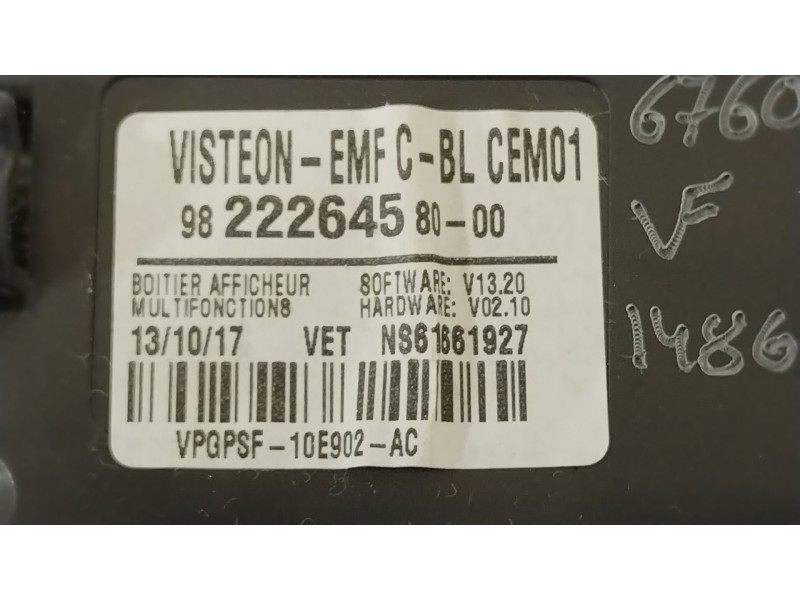 VISTEON-EMF C-BL CEM01
98 222645 80-00
BOITIER AFFICHEUR SOFTWARE: V13.20
MULTIFONCTIONS HARDWARE: V02.10
13/10/17 VET NS61661927
VPGPSF-10E902-AC
6760
VF
1486